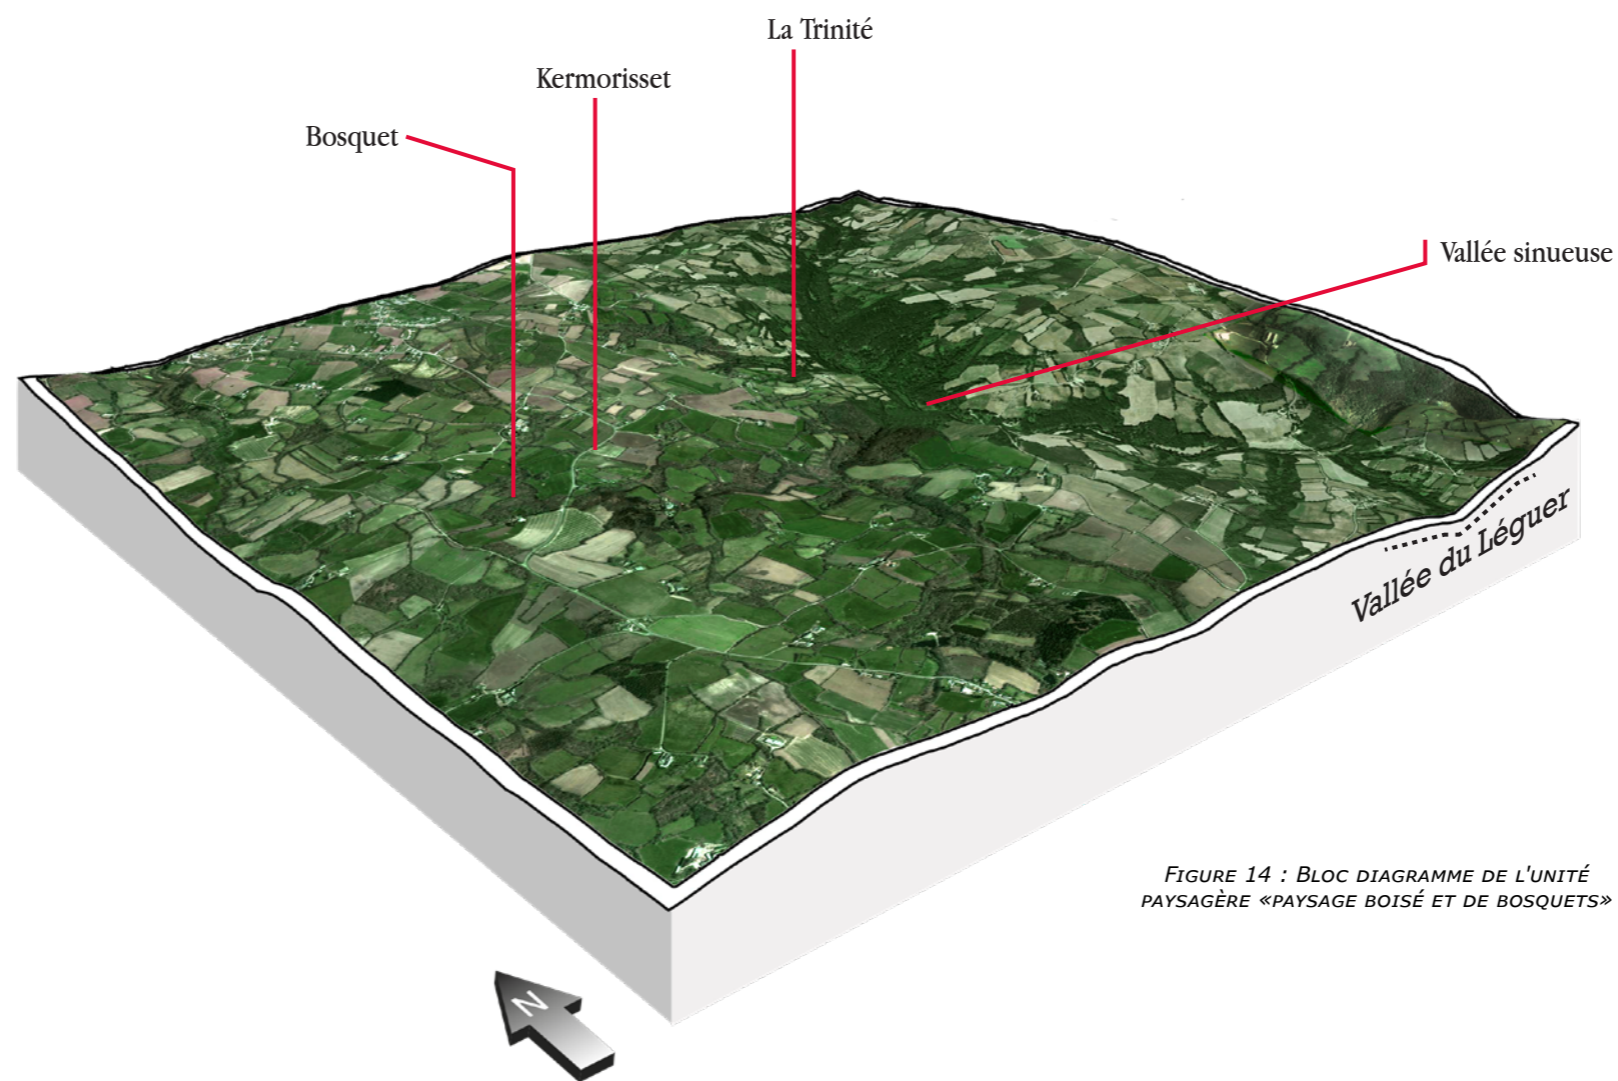 La Trinité
Kermorisset
Bosquet
Vallée sinueuse
Vallée du Léguer
FIGURE 14 : BLOC DIAGRAMME DE L'UNITÉ
PAYSAGÈRE «PAYSAGE BOISÉ ET DE BOSQUETS»
N